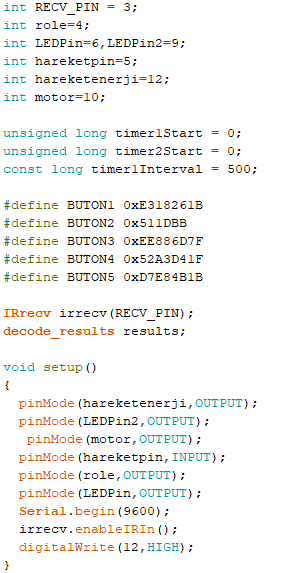 int RECV_PIN = 3;
int role=4;
int LEDPin=6,LEDPin2=9;
int hareketpin=5;
int hareketenerji=12;
int motor=10;

unsigned long timer1Start = 0;
unsigned long timer2Start = 0;
const long timer1Interval = 500;

#define BUTON1 0xE318261B
#define BUTON2 0x511DBB
#define BUTON3 0xEE886D7F
#define BUTON4 0x52A3D41F
#define BUTON5 0xD7E84B1B

IRrecv irrecv(RECV_PIN);
decode_results results;

void setup()
{
  pinMode(hareketenerji,OUTPUT);
  pinMode(LEDPin2,OUTPUT);
   pinMode(motor,OUTPUT);
  pinMode(hareketpin,INPUT);
  pinMode(role,OUTPUT);
  pinMode(LEDPin,OUTPUT);
  Serial.begin(9600);
  irrecv.enableIRIn();
  digitalWrite(12,HIGH);
}